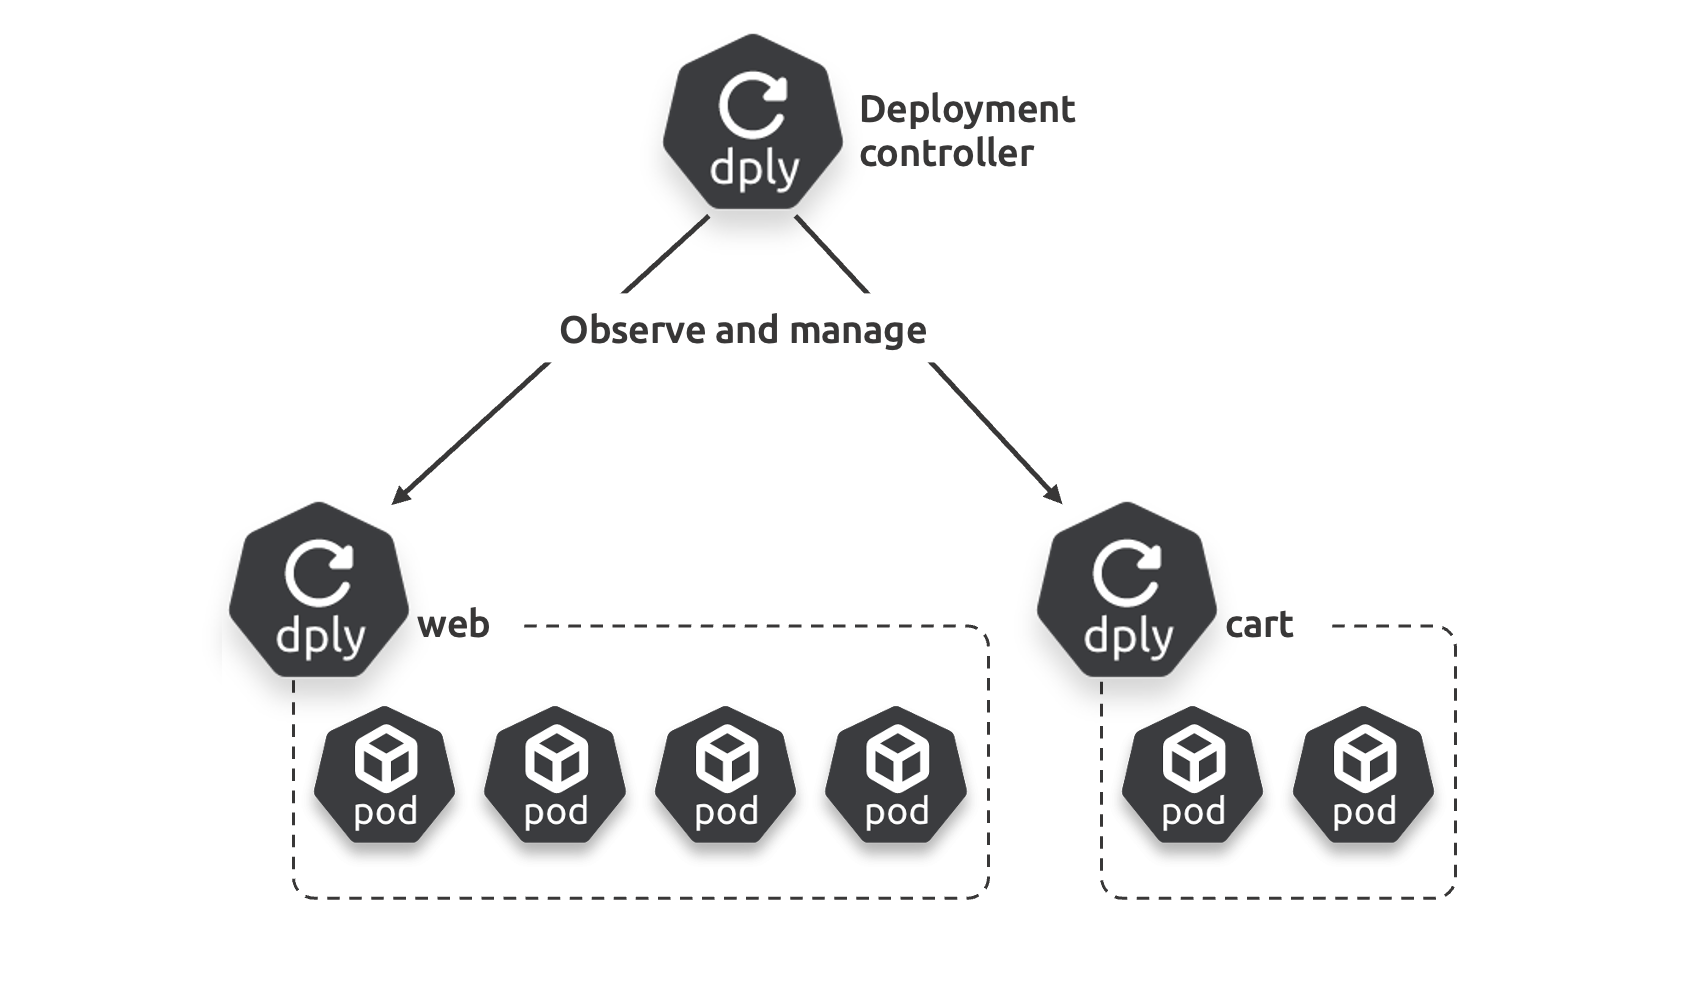 dply
Deployment
controller
Observe and manage
dply
web
dply
cart
pod
pod
pod
pod
pod
pod